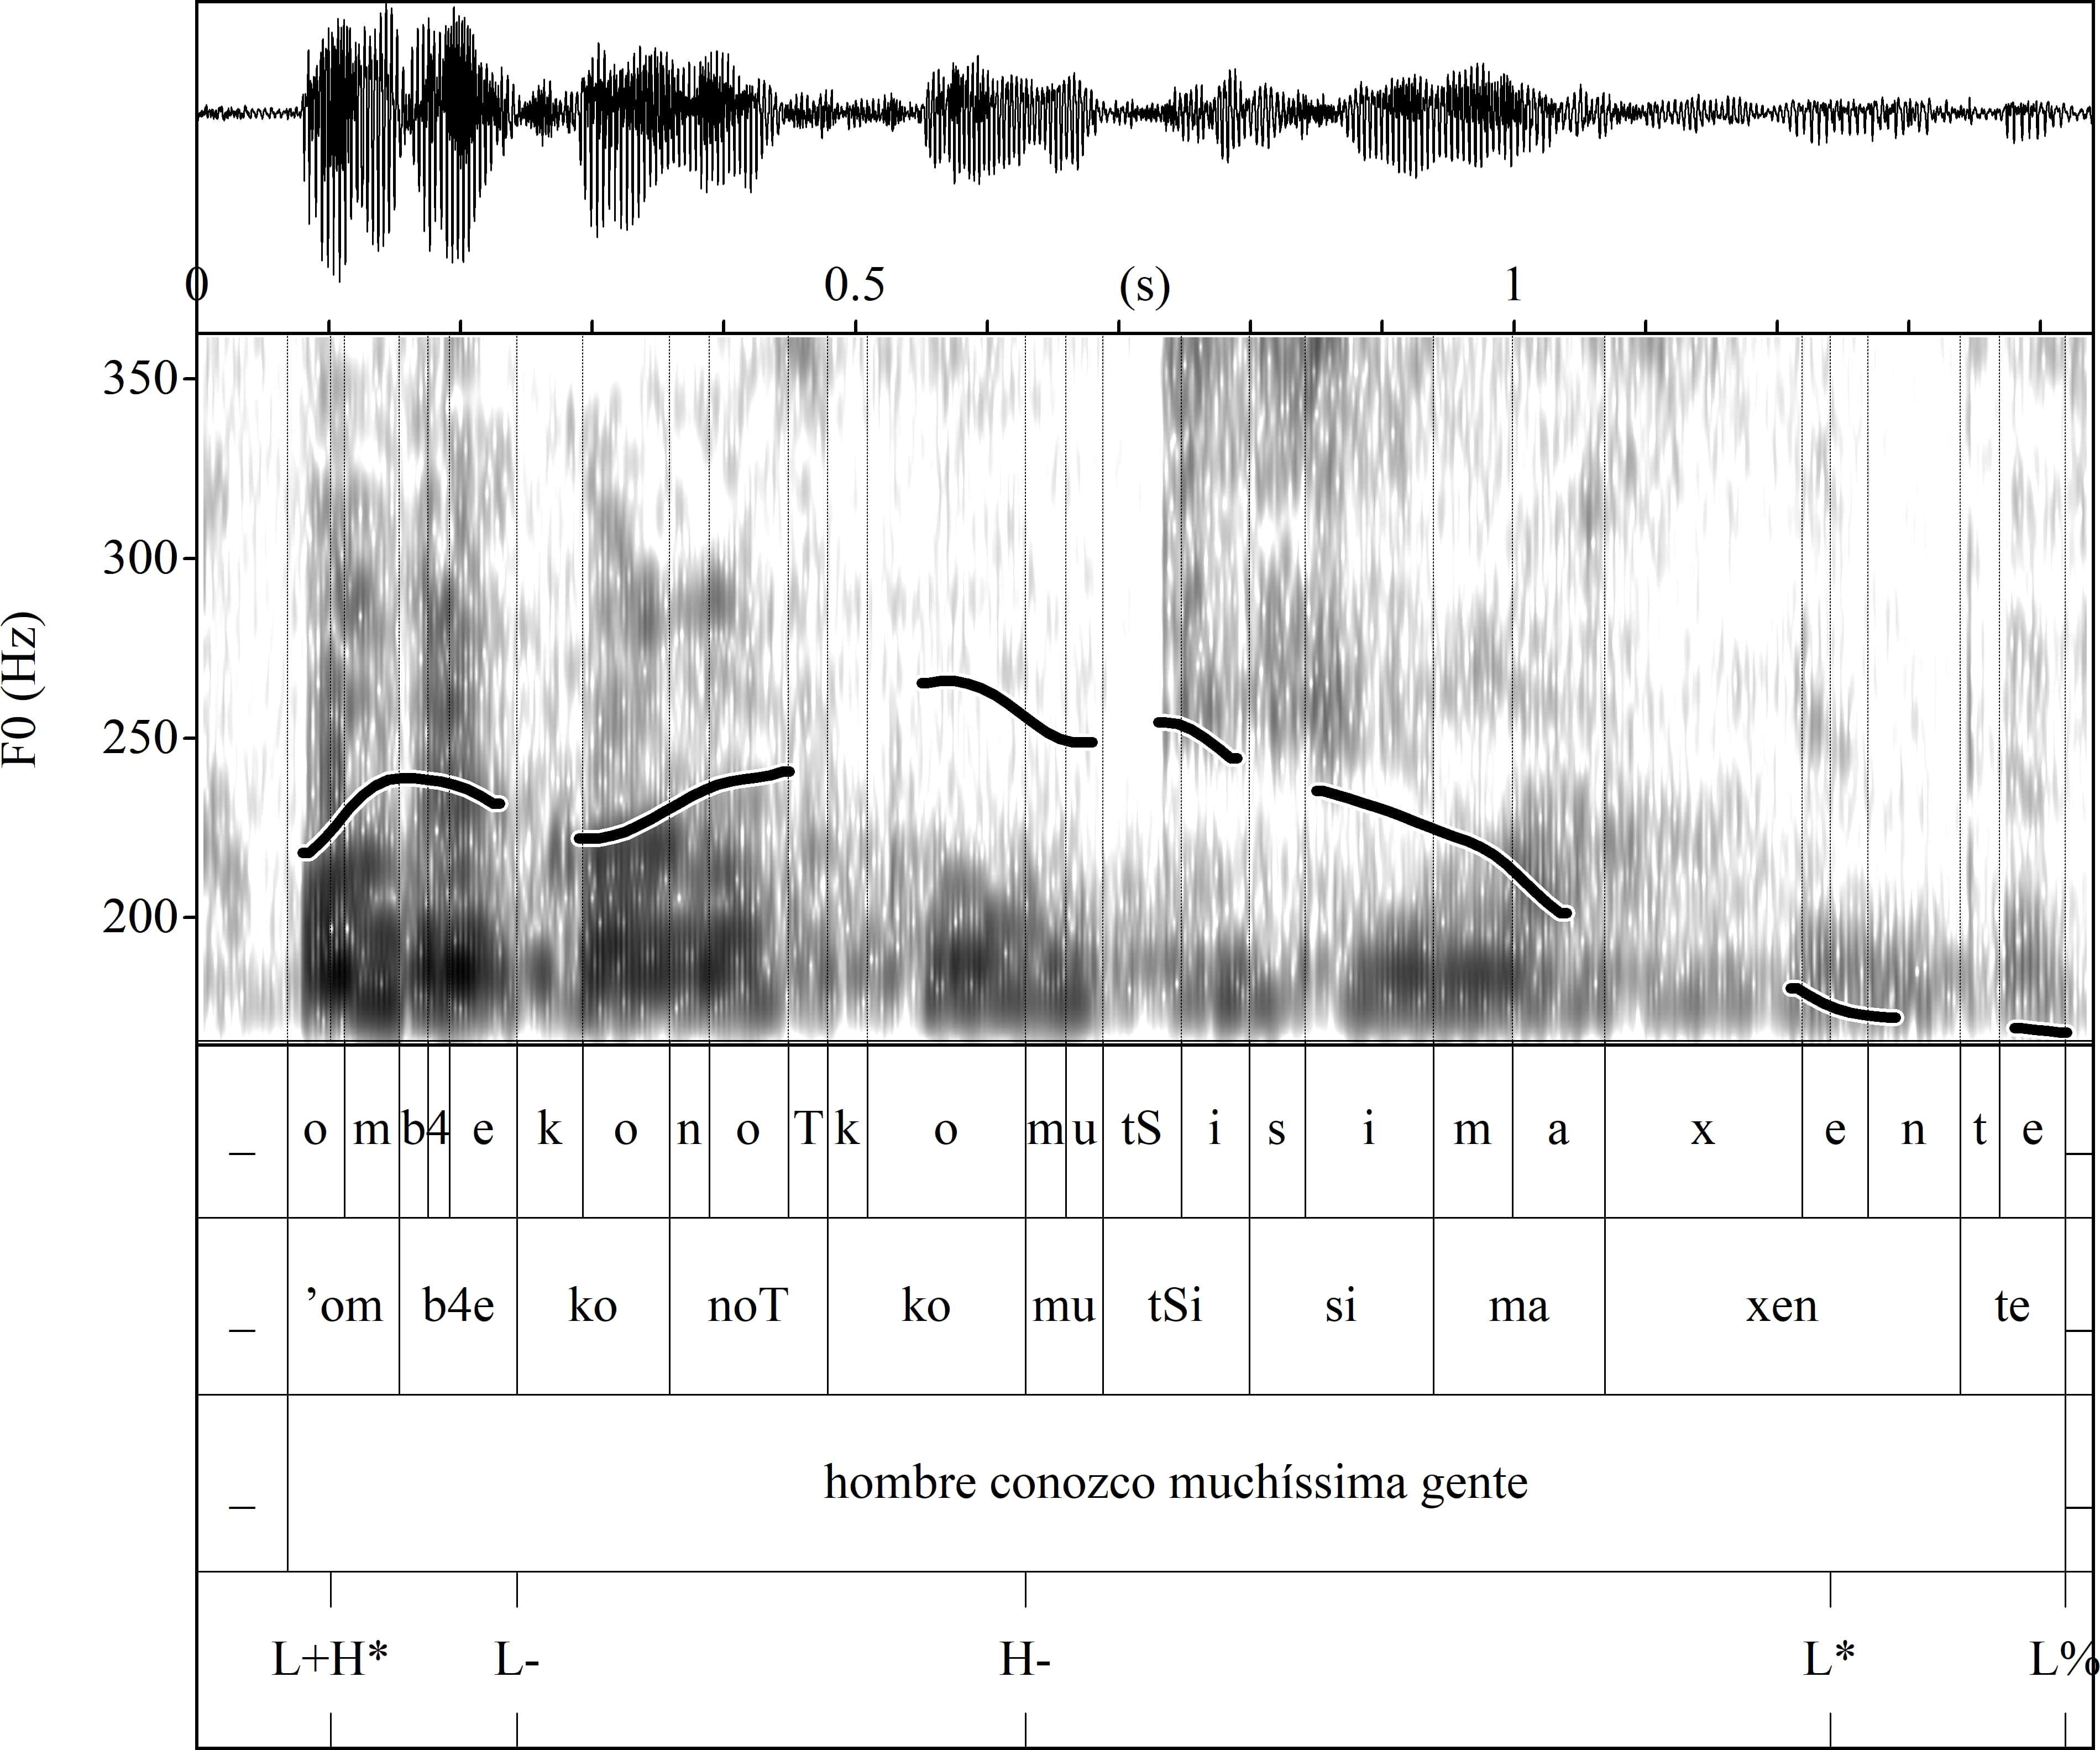 0 0.5 (s) 1
350
300
250
200
F0 (Hz)
_ o m b4 e k o n o T k o m u tS i s i m a x e n t e _
_ ’om b4e ko noT ko mu tSi si ma xen te _
_ hombre conozco muchíssima gente _
L+H* L- H- L* L%